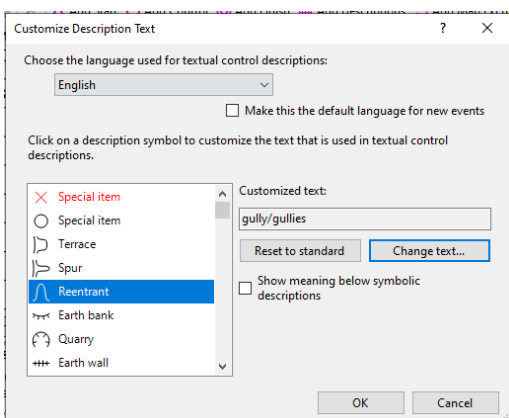 Customize Description Text
? ×
Choose the language used for textual control descriptions:
English
Make this the default language for new events
Click on a description symbol to customize the text that is used in textual control
descriptions.
Special item
Special item
Terrace
Spur
Reentrant
Earth bank
Quarry
Earth wall
Customized text:
gully/gullies
Reset to standard
Change text...
Show meaning below symbolic
descriptions
OK
Cancel